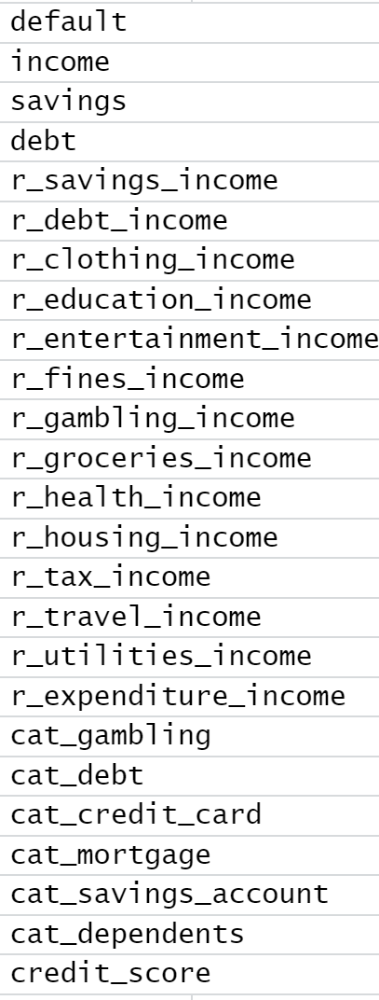 default
income
savings
debt
r_savings_income
r_debt_income
r_clothing_income
r_education_income
r_entertainment_income
r_fines_income
r_gambling_income
r_groceries_income
r_health_income
r_housing_income
r_tax_income
r_travel_income
r_utilities_income
r_expenditure_income
cat_gambling
cat_debt
cat_credit_card
cat_mortgage
cat_savings_account
cat_dependents
credit_score